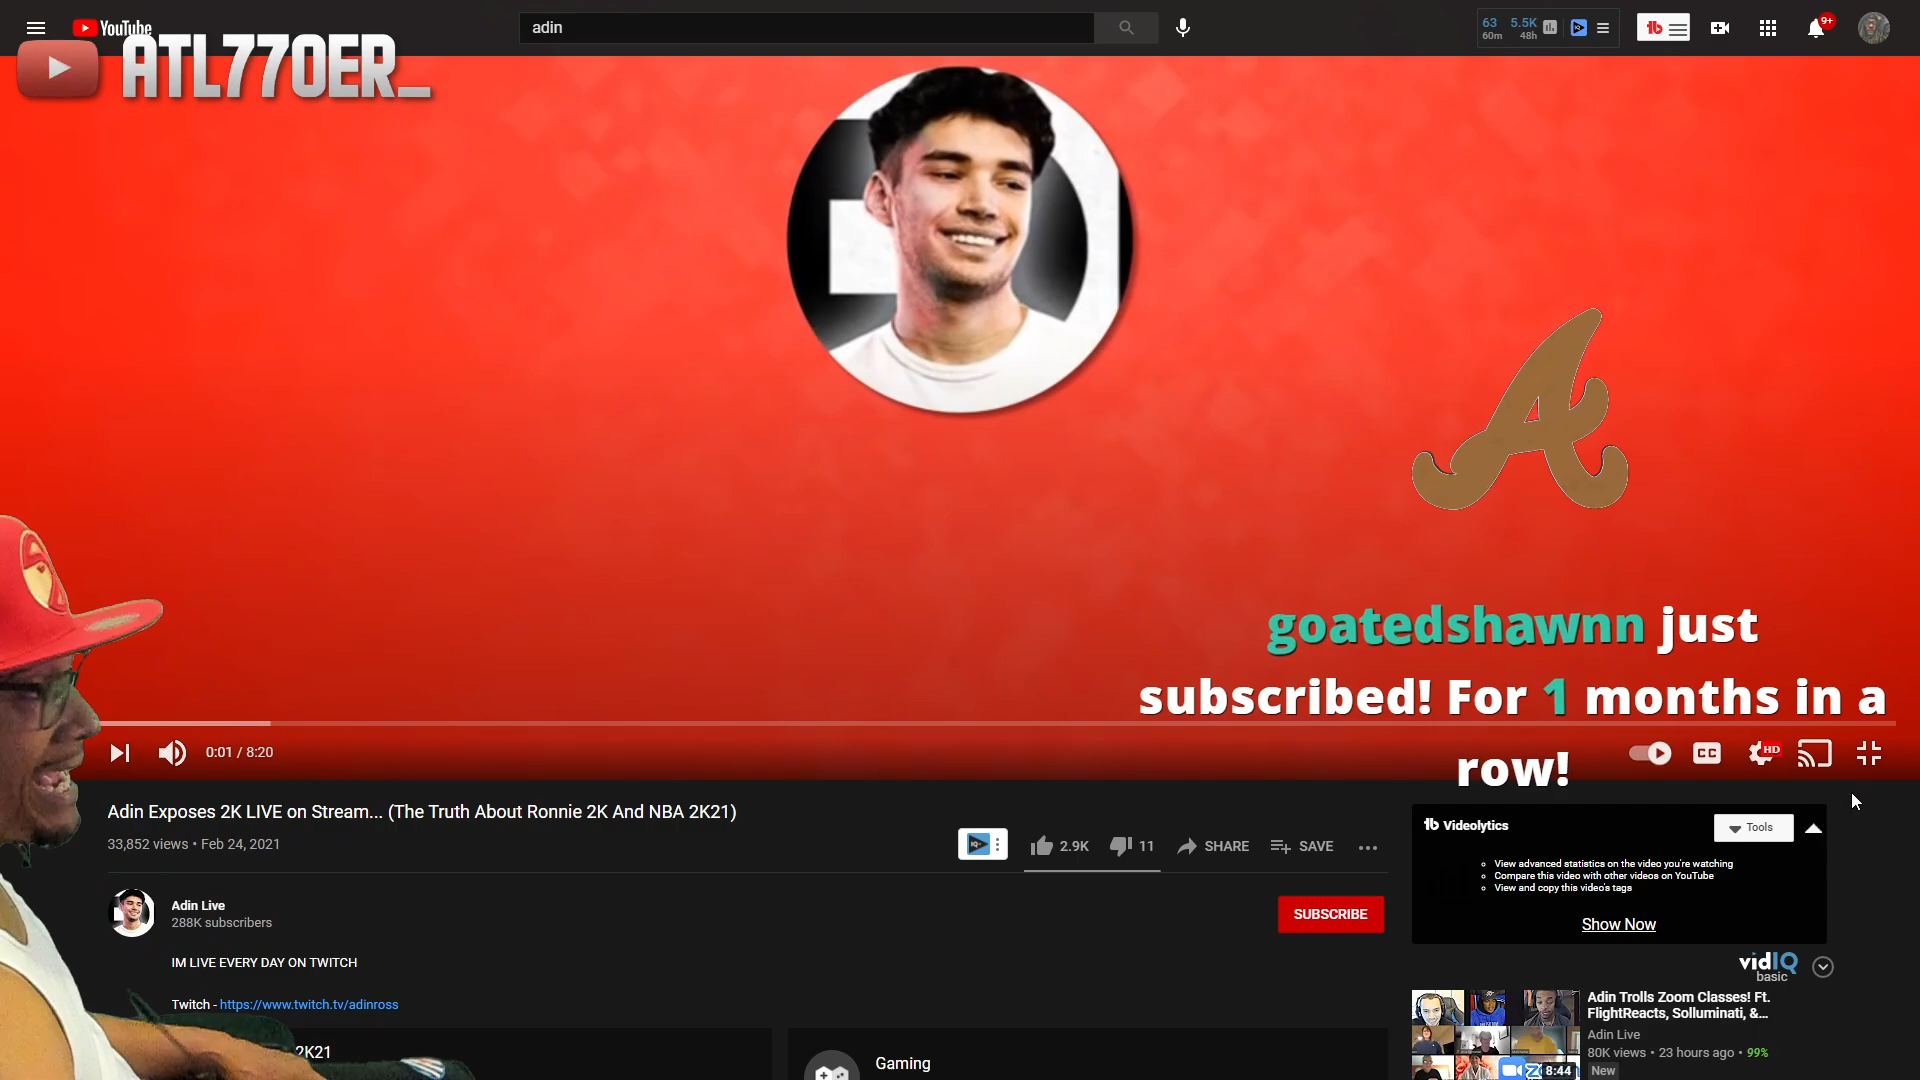 YouTube
adin
63 5.5K
60m 48h
9+
ATL770ER_
goatedshawnn just
subscribed! For 1 months in a
row!
0:01 / 8:20
CC
HD
Adin Exposes 2K LIVE on Stream... (The Truth About Ronnie 2K And NBA 2K21)
33,852 views • Feb 24, 2021
2.9K
11
SHARE
SAVE
Adin Live
288K subscribers
SUBSCRIBE
IM LIVE EVERY DAY ON TWITCH
Twitch - https://www.twitch.tv/adinross
2K21
Gaming
Videolytics
Tools
View advanced statistics on the video you're watching
Compare this video with other videos on YouTube
View and copy this video's tags
Show Now
vidIQ
basic
Adin Trolls Zoom Classes! Ft.
FlightReacts, Solluminati, &...
Adin Live
80K views • 23 hours ago • 99%
New
8:44